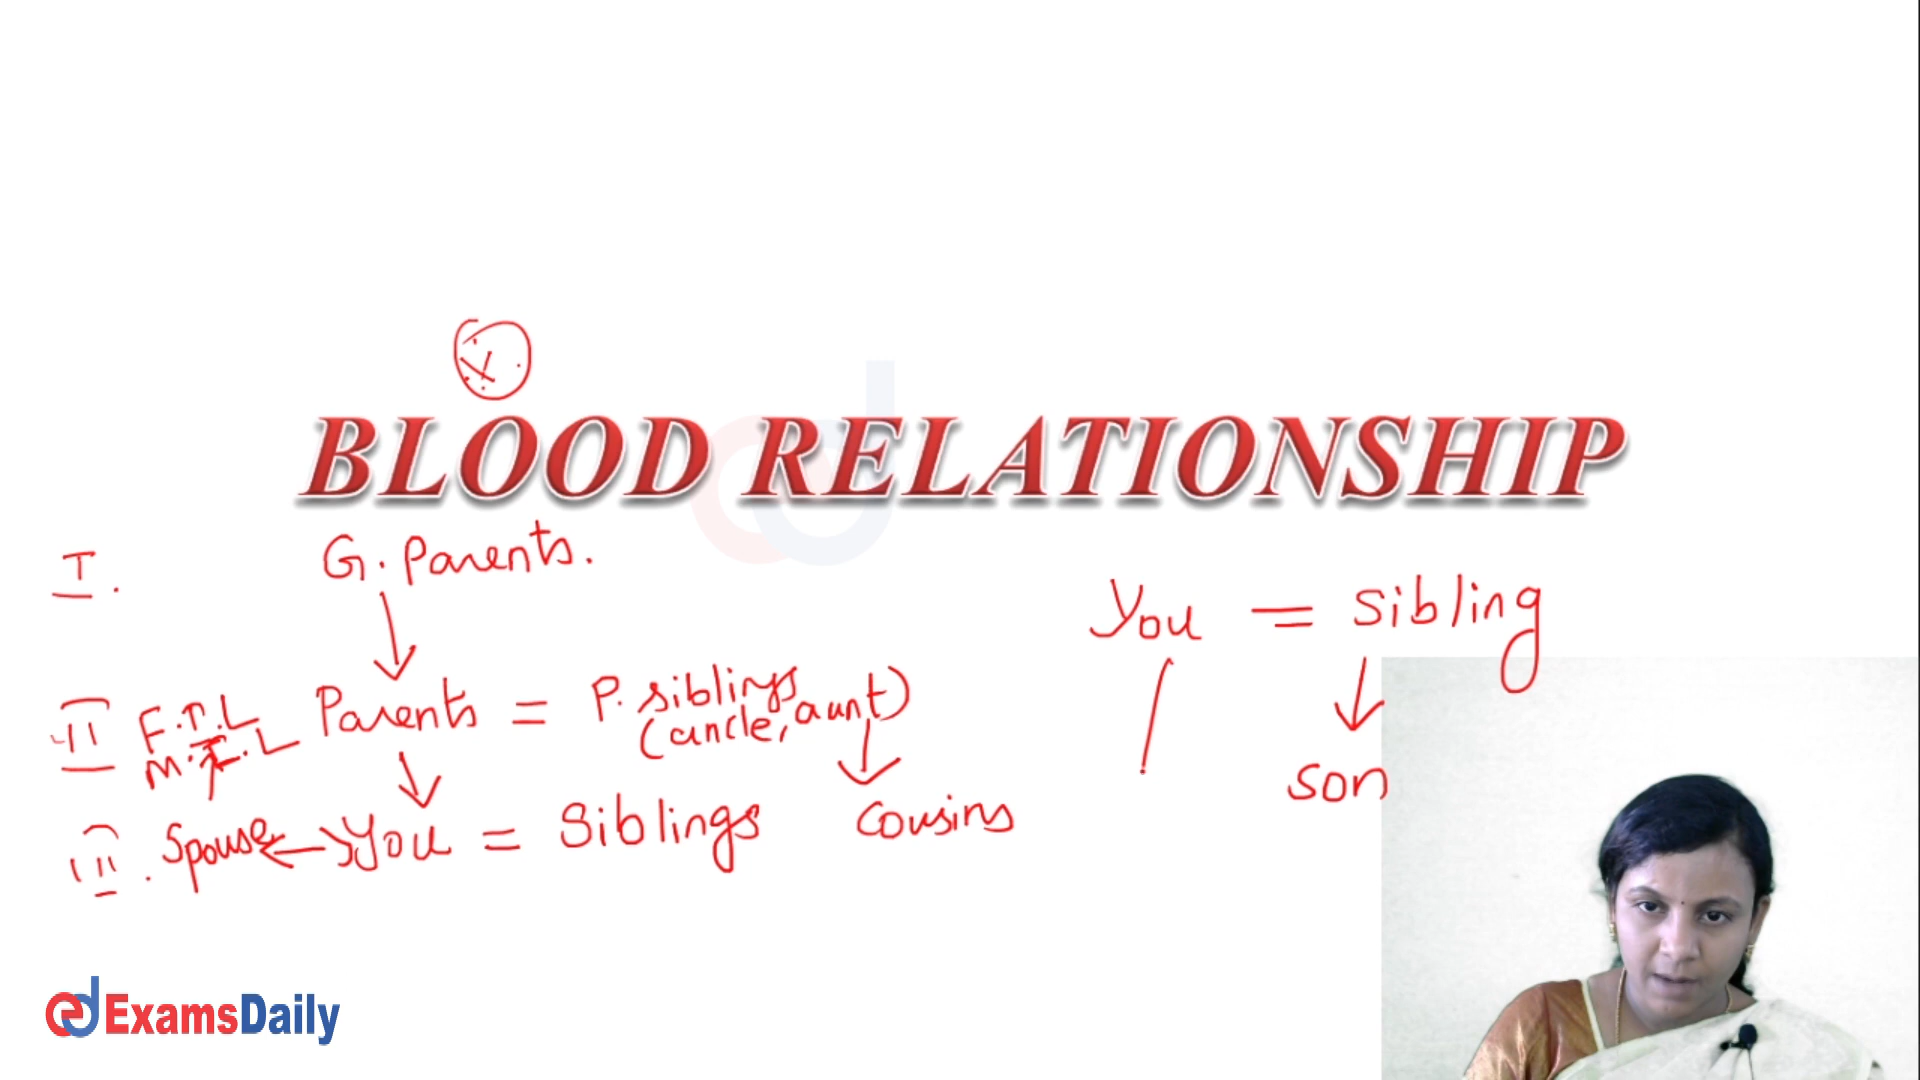 BLOOD RELATIONSHIP
I. G. Parents.
II F.I.L Parents = P. siblings
M.I.L (uncle, aunt)
III. Spouse You = Siblings Cousins
You = Sibling
son
ExamsDaily